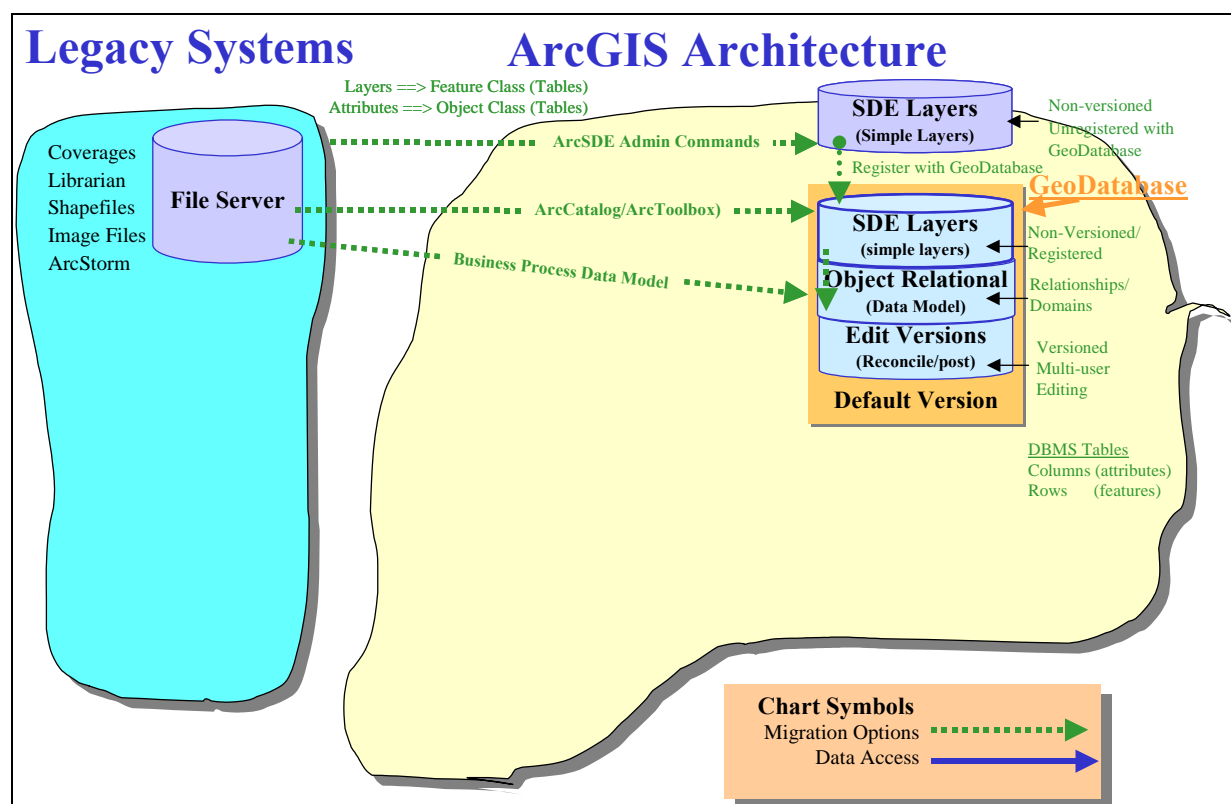 Legacy Systems
ArcGIS Architecture
Layers ==> Feature Class (Tables)
Attributes ==> Object Class (Tables)
Coverages
Librarian
Shapefiles
Image Files
ArcStorm
File Server
ArcSDE Admin Commands
ArcCatalog/ArcToolbox)
Business Process Data Model
SDE Layers
(Simple Layers)
Non-versioned
Unregistered with
GeoDatabase
Register with GeoDatabase
GeoDatabase
SDE Layers
(simple layers)
Non-Versioned/
Registered
Object Relational
(Data Model)
Relationships/
Domains
Edit Versions
(Reconcile/post)
Versioned
Multi-user
Editing
Default Version
DBMS Tables
Columns (attributes)
Rows (features)
Chart Symbols
Migration Options
Data Access